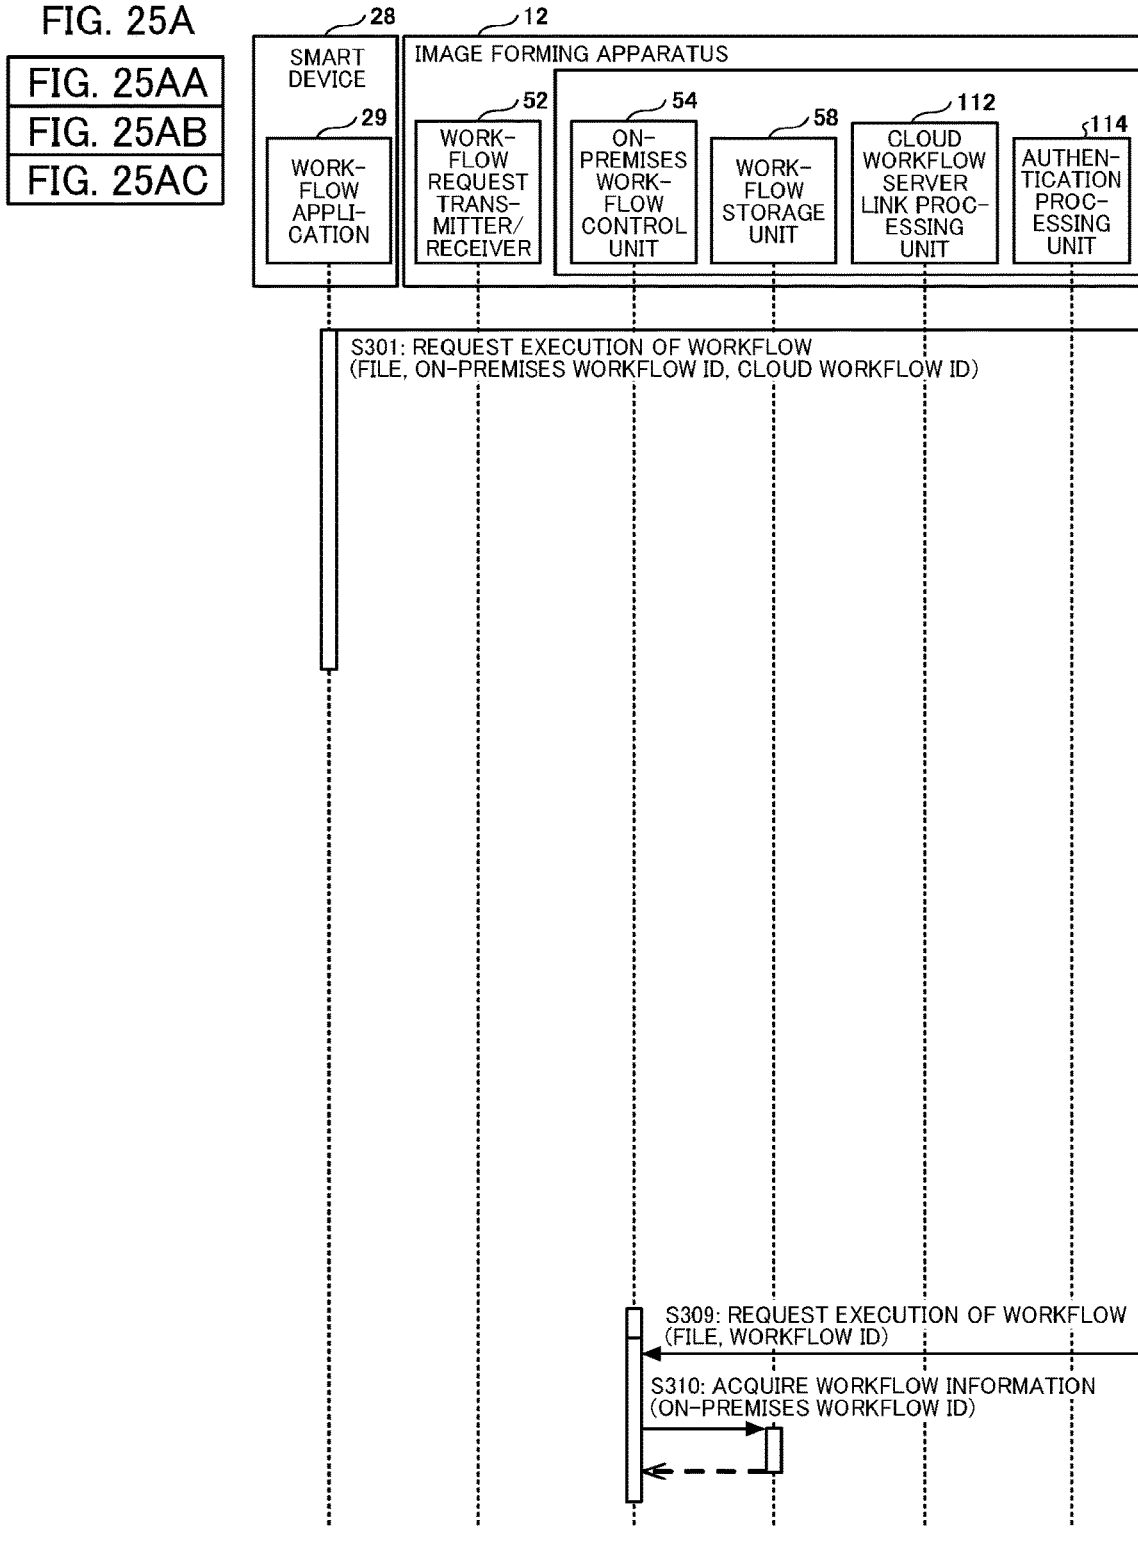 FIG. 25A
FIG. 25AA
FIG. 25AB
FIG. 25AC
28
SMART
DEVICE
29
WORK-
FLOW
APPLI-
CATION
12
IMAGE FORMING APPARATUS
52
WORK-
FLOW
REQUEST
TRANS-
MITTER/
RECEIVER
54
ON-
PREMISES
WORK-
FLOW
CONTROL
UNIT
58
WORK-
FLOW
STORAGE
UNIT
112
CLOUD
WORKFLOW
SERVER
LINK PROC-
ESSING
UNIT
114
AUTHEN-
TICATION
PROC-
ESSING
UNIT
S301: REQUEST EXECUTION OF WORKFLOW
(FILE, ON-PREMISES WORKFLOW ID, CLOUD WORKFLOW ID)
S309: REQUEST EXECUTION OF WORKFLOW
(FILE, WORKFLOW ID)
S310: ACQUIRE WORKFLOW INFORMATION
(ON-PREMISES WORKFLOW ID)